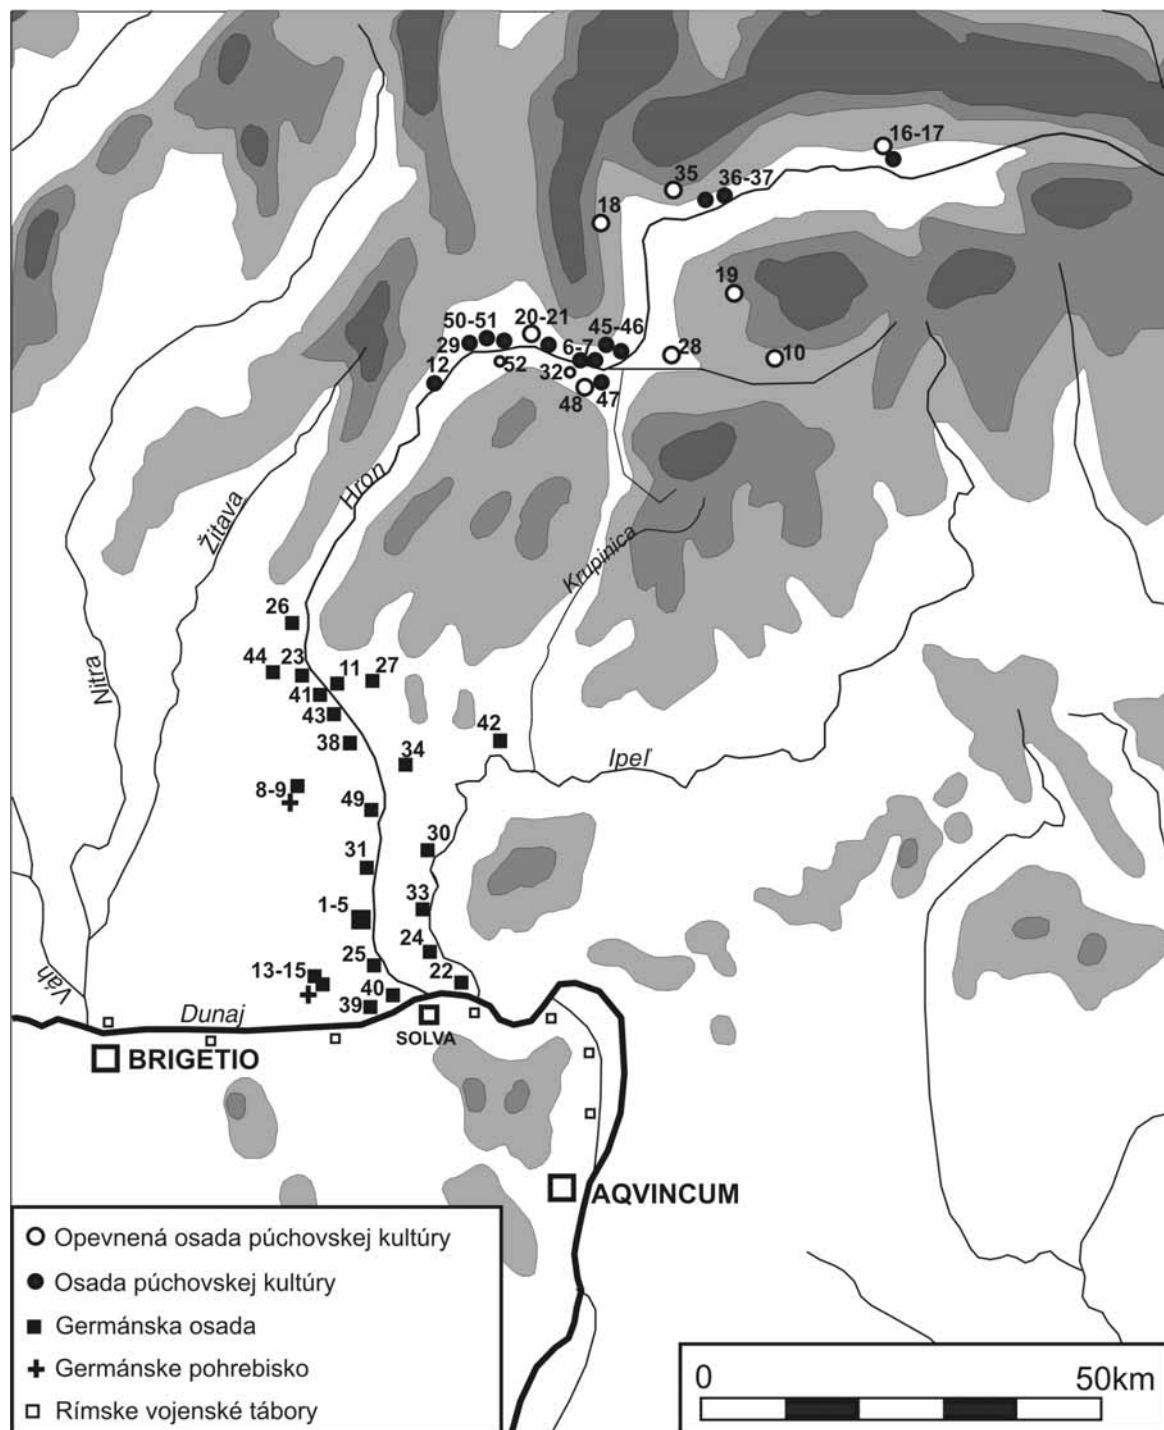 16-17
35
36-37
18
19
20-21
50-51
45-46
29
6-7
28
10
52
32
12
48
47
Hron
Žitava
Krupinica
26
44
23
11
27
41
43
Nitra
42
38
34
Ipeľ
8-9
49
30
31
1-5
33
24
25
22
13-15
Váh
40
39
Dunaj
SOLVA
BRIGETIO
AQVINCUM
Opevnená osada púchovskej kultúry
Osada púchovskej kultúry
Germánska osada
Germánske pohrebisko
Rímske vojenské tábory
0 50km